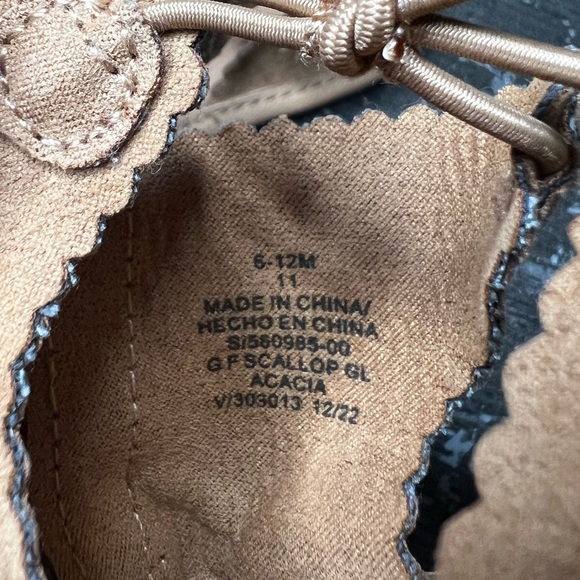 6-12M
11
MADE IN CHINA/
HECHO EN CHINA
S/560985-00
G F SCALLOP GL
ACACIA
V/303013 12/22